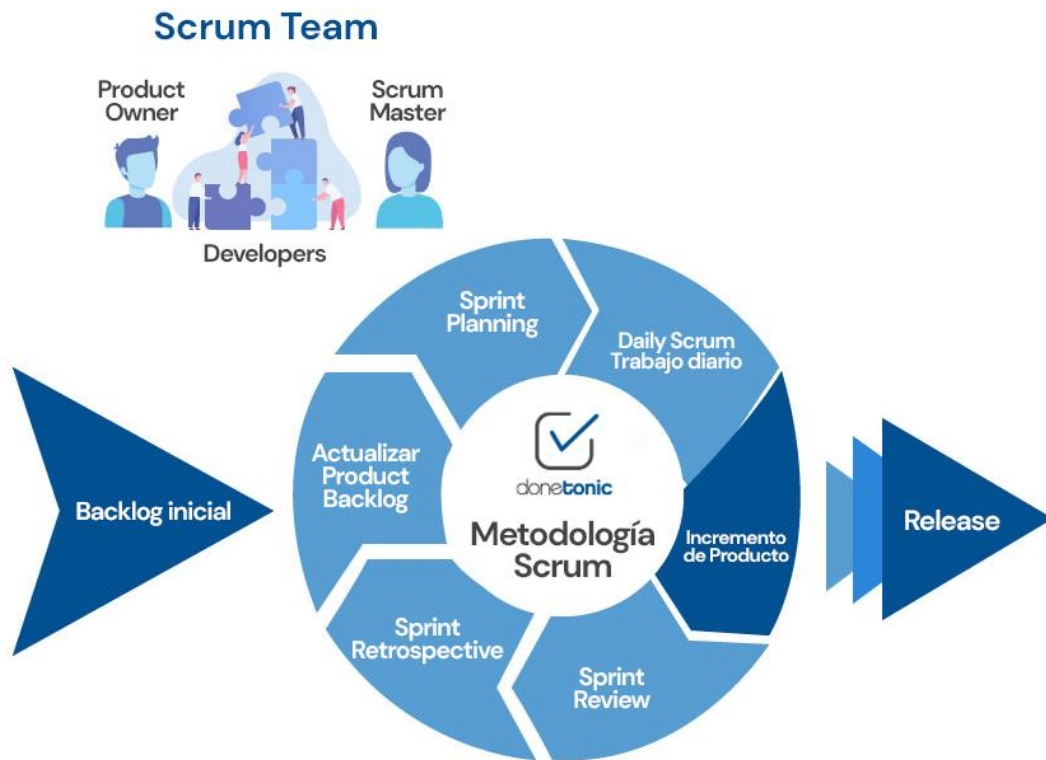 Scrum Team
Product
Owner
Scrum
Master
Developers
Sprint
Planning
Daily Scrum
Trabajo diario
Backlog inicial
Actualizar
Product
Backlog
donetonic
Metodología
Scrum
Incremento
de Producto
Release
Sprint
Retrospective
Sprint
Review